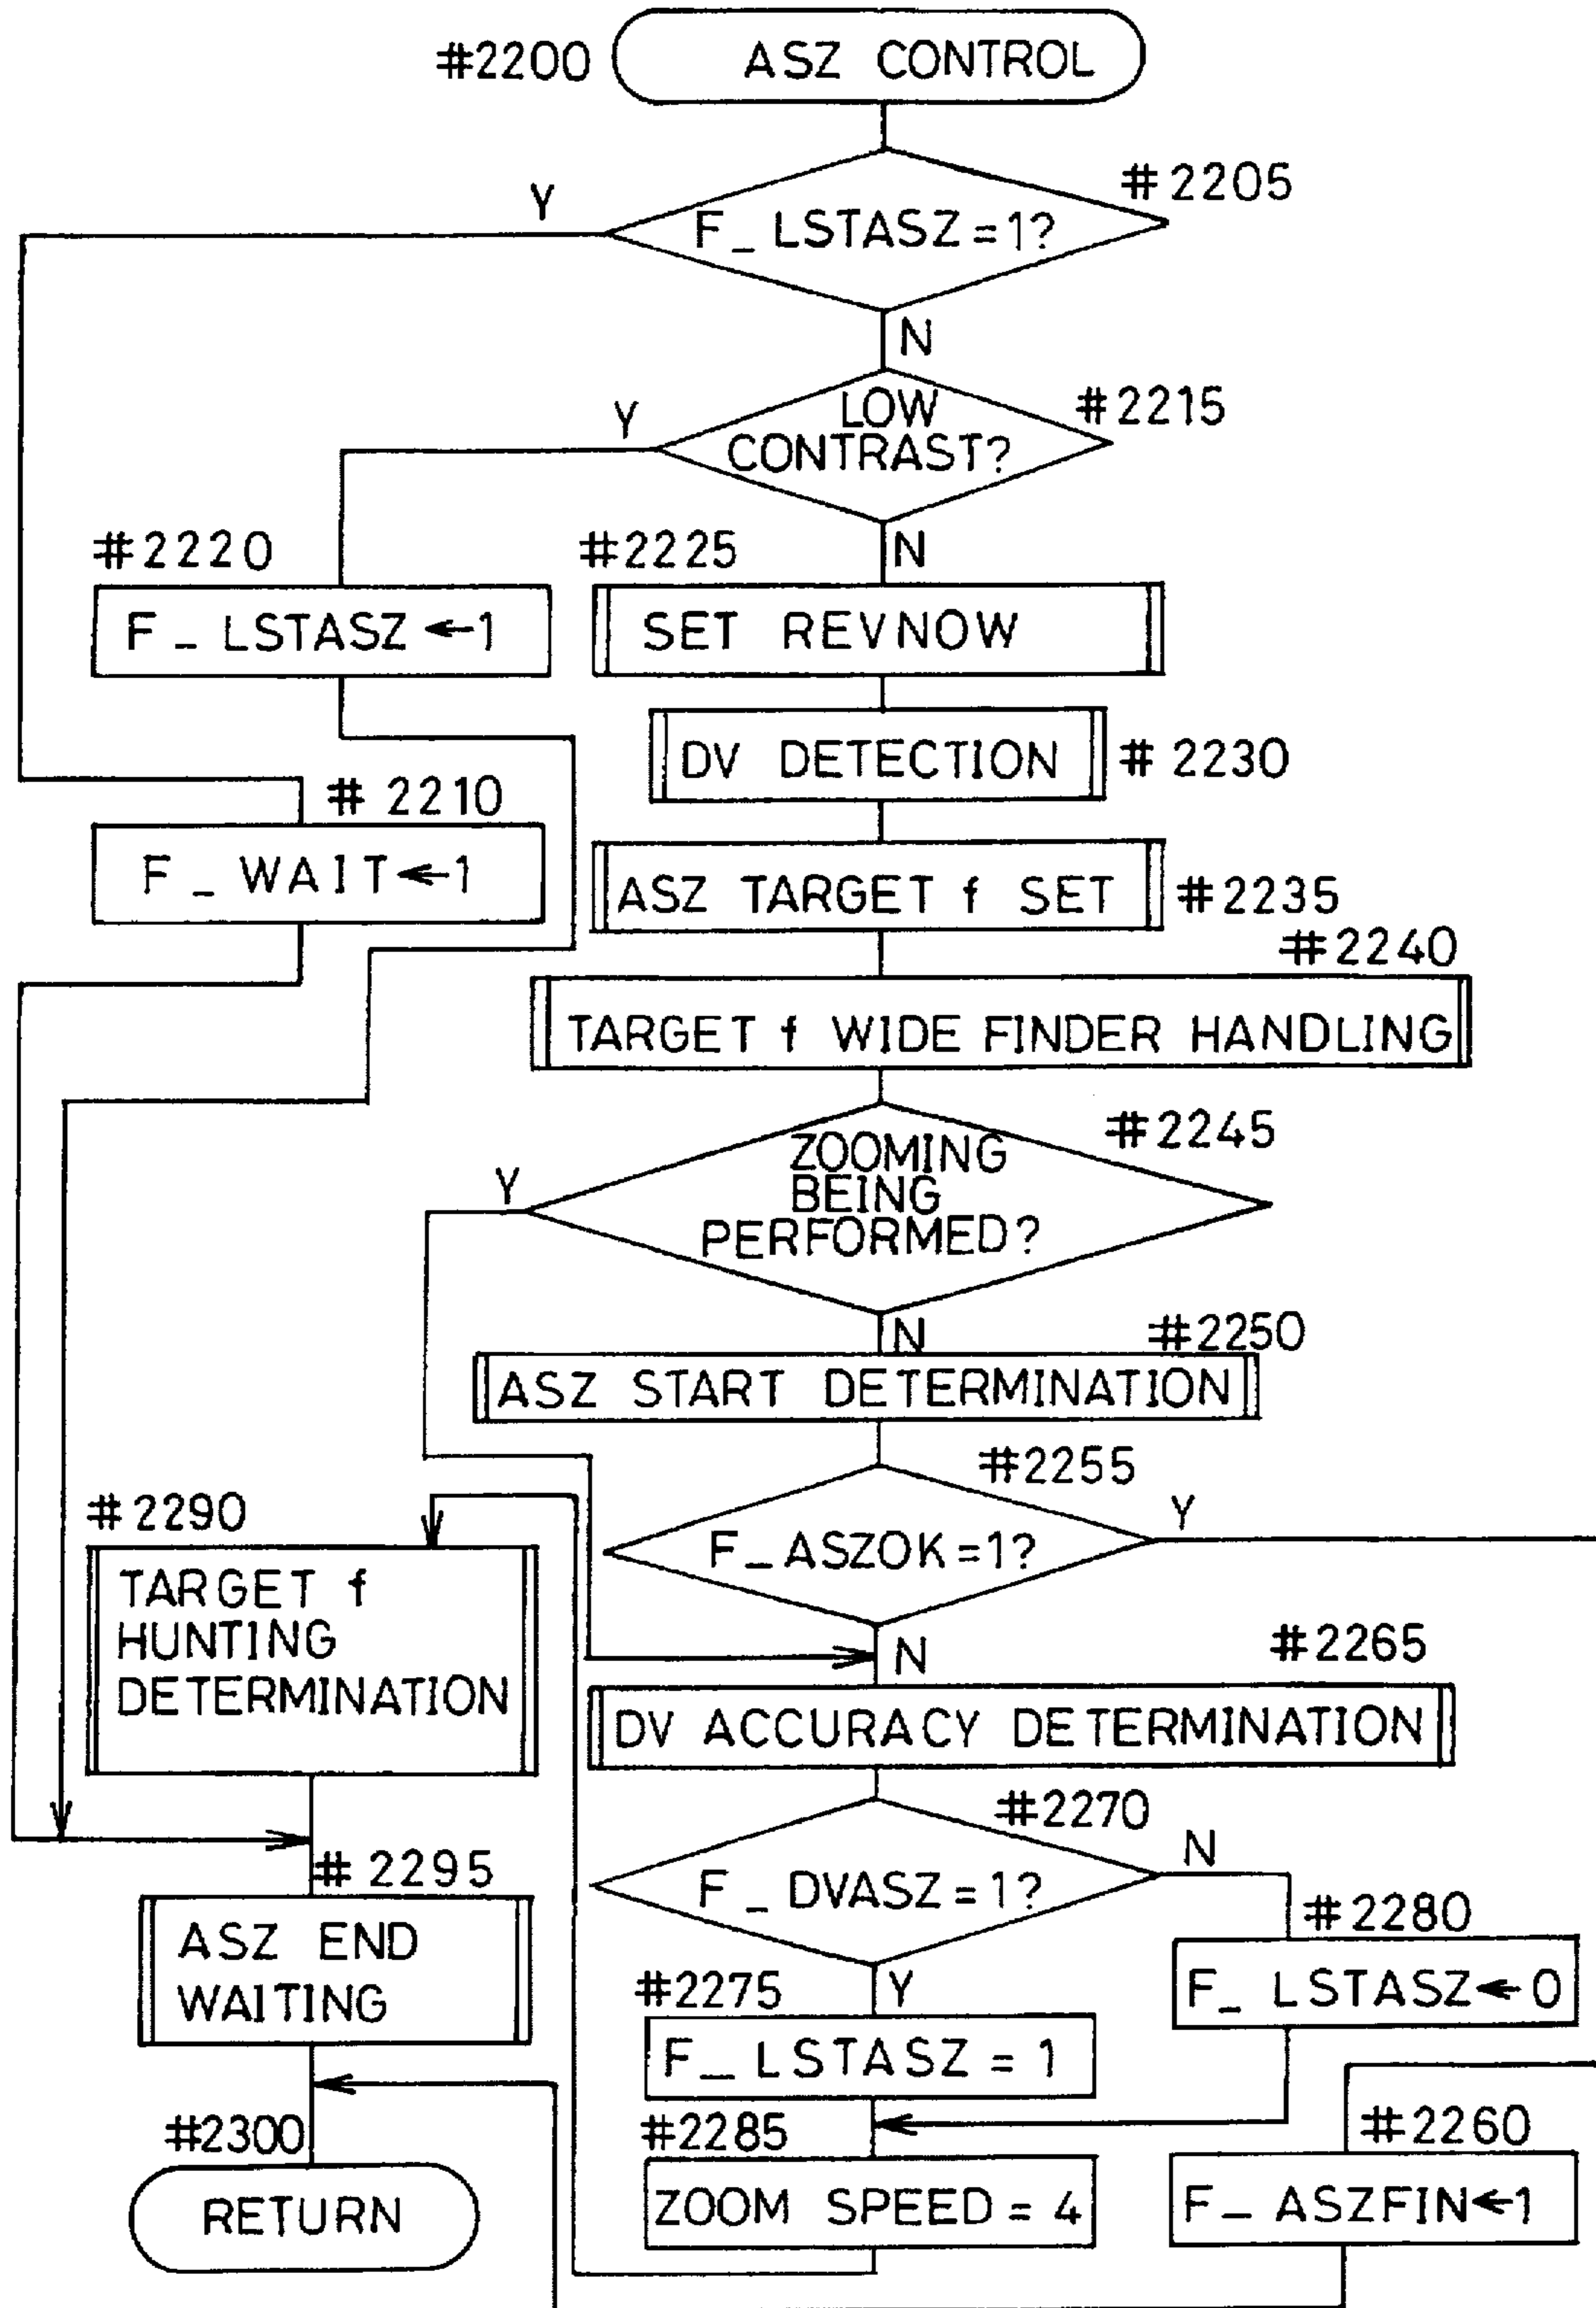 #2200
ASZ CONTROL
#2205
Y
F_LSTASZ=1?
N
#2215
Y
LOW
CONTRAST?
N
#2220
F_LSTASZ←1
#2225
SET REVNOW
DV DETECTION
#2230
#2210
F_WAIT←1
ASZ TARGET f SET
#2235
#2240
TARGET f WIDE FINDER HANDLING
#2245
Y
ZOOMING
BEING
PERFORMED?
N
#2250
ASZ START DETERMINATION
#2255
Y
F_ASZOK=1?
N
#2290
TARGET f
HUNTING
DETERMINATION
#2265
DV ACCURACY DETERMINATION
#2270
N
F_DVASZ=1?
Y
#2295
ASZ END
WAITING
#2280
F_LSTASZ←0
#2275
F_LSTASZ=1
#2285
ZOOM SPEED=4
#2260
F_ASZFIN←1
#2300
RETURN